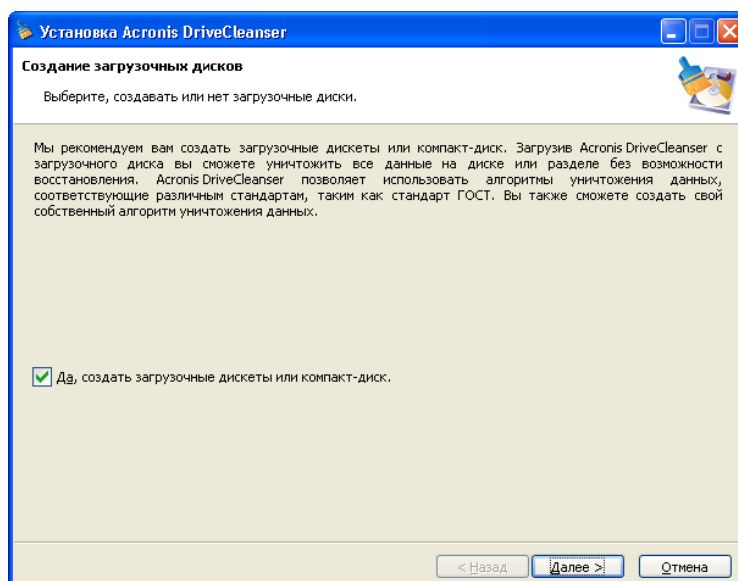 Установка Acronis DriveCleanser
Создание загрузочных дисков
Выберите, создавать или нет загрузочные диски.
Мы рекомендуем вам создать загрузочные дискеты или компакт-диск. Загрузив Acronis DriveCleanser с
загрузочного диска вы сможете уничтожить все данные на диске или разделе без возможности
восстановления. Acronis DriveCleanser позволяет использовать алгоритмы уничтожения данных,
соответствующие различным стандартам, таким как стандарт ГОСТ. Вы также сможете создать свой
собственный алгоритм уничтожения данных.
Да, создать загрузочные дискеты или компакт-диск.
< Назад Далее > Отмена